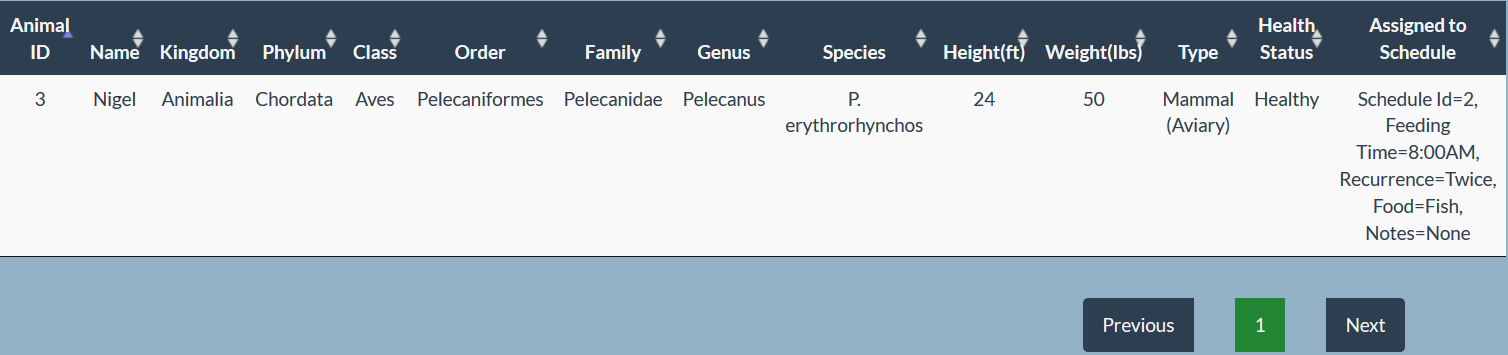 Animal ID Name Kingdom Phylum Class Order Family Genus Species Height(ft) Weight(lbs) Type Health Status Assigned to Schedule
3 Nigel Animalia Chordata Aves Pelecaniformes Pelecanidae Pelecanus P. erythrorhynchos 24 50 Mammal (Aviary) Healthy Schedule Id=2,
Feeding
Time=8:00AM,
Recurrence=Twice,
Food=Fish,
Notes=None
Previous 1 Next